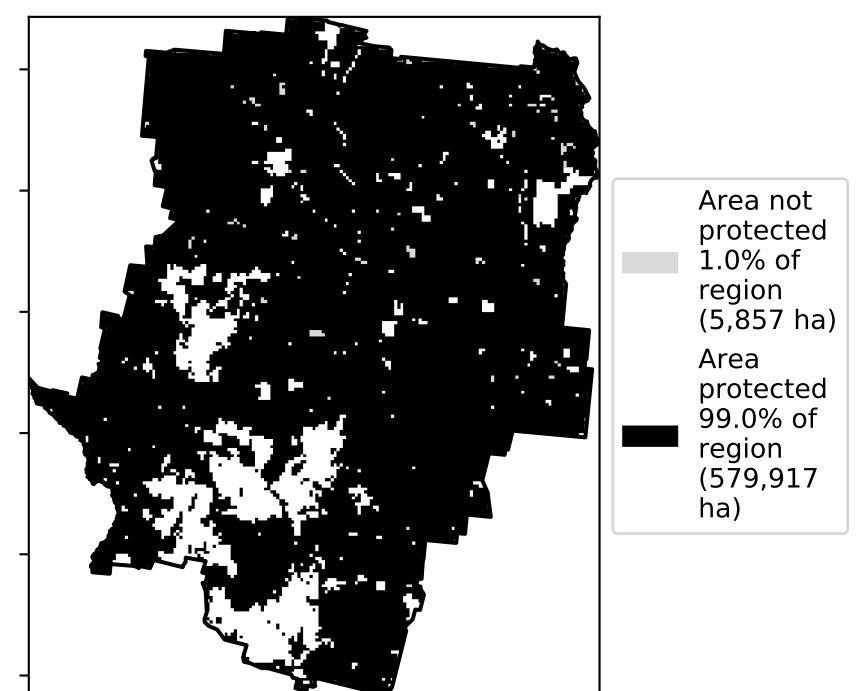 Area not
protected
1.0% of
region
(5,857 ha)
Area
protected
99.0% of
region
(579,917
ha)